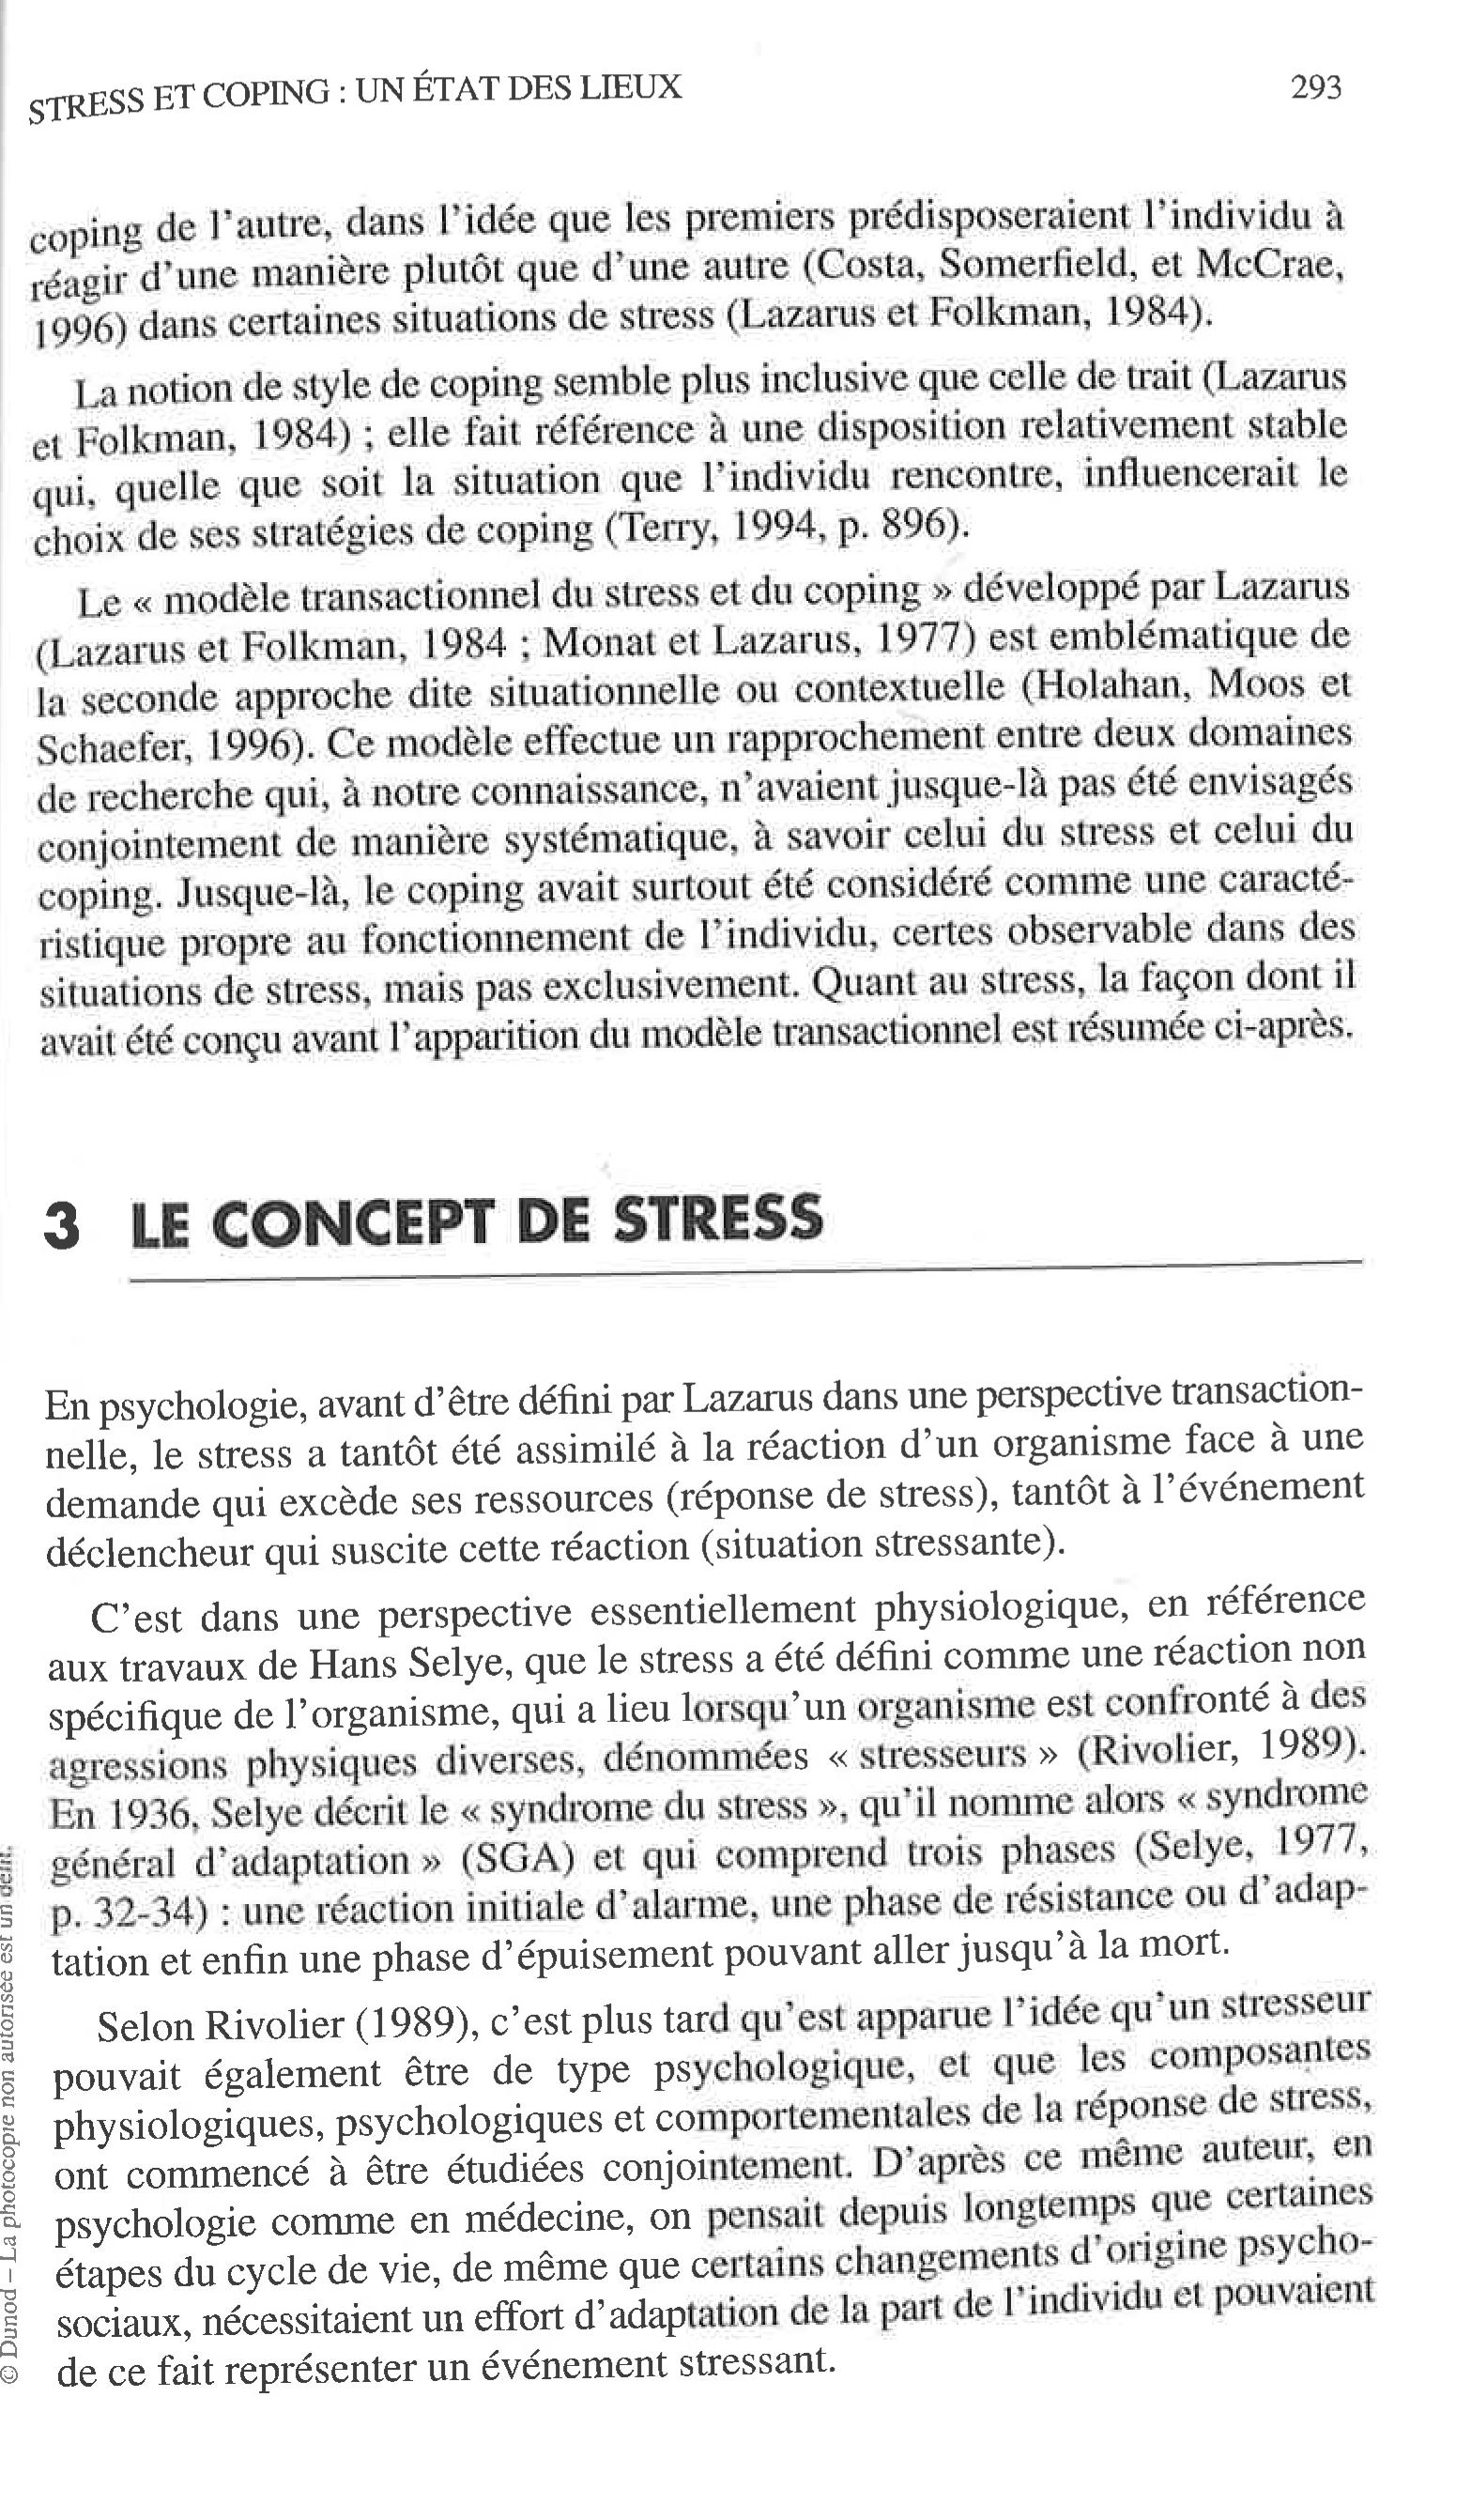 STRESS ET COPING : UN ÉTAT DES LIEUX 293
coping de l'autre, dans l'idée que les premiers prédisposeraient l'individu à
réagir d'une manière plutôt que d'une autre (Costa, Somerfield, et McCrae,
1996) dans certaines situations de stress (Lazarus et Folkman, 1984).
La notion de style de coping semble plus inclusive que celle de trait (Lazarus
et Folkman, 1984) ; elle fait référence à une disposition relativement stable
qui, quelle que soit la situation que l'individu rencontre, influencerait le
choix de ses stratégies de coping (Terry, 1994, p. 896).
Le « modèle transactionnel du stress et du coping » développé par Lazarus
(Lazarus et Folkman, 1984 ; Monat et Lazarus, 1977) est emblématique de
la seconde approche dite situationnelle ou contextuelle (Holahan, Moos et
Schaefer, 1996). Ce modèle effectue un rapprochement entre deux domaines
de recherche qui, à notre connaissance, n'avaient jusque-là pas été envisagés
conjointement de manière systématique, à savoir celui du stress et celui du
coping. Jusque-là, le coping avait surtout été considéré comme une caracté-
ristique propre au fonctionnement de l'individu, certes observable dans des
situations de stress, mais pas exclusivement. Quant au stress, la façon dont il
avait été conçu avant l'apparition du modèle transactionnel est résumée ci-après.
3 LE CONCEPT DE STRESS
En psychologie, avant d'être défini par Lazarus dans une perspective transaction-
nelle, le stress a tantôt été assimilé à la réaction d'un organisme face à une
demande qui excède ses ressources (réponse de stress), tantôt à l'événement
déclencheur qui suscite cette réaction (situation stressante).
C'est dans une perspective essentiellement physiologique, en référence
aux travaux de Hans Selye, que le stress a été défini comme une réaction non
spécifique de l'organisme, qui a lieu lorsqu'un organisme est confronté à des
agressions physiques diverses, dénommées « stresseurs » (Rivolier, 1989).
En 1936, Selye décrit le « syndrome du stress », qu'il nomme alors « syndrome
général d'adaptation » (SGA) et qui comprend trois phases (Selye, 1977,
p. 32-34) : une réaction initiale d'alarme, une phase de résistance ou d'adap-
tation et enfin une phase d'épuisement pouvant aller jusqu'à la mort.
Selon Rivolier (1989), c'est plus tard qu'est apparue l'idée qu'un stresseur
pouvait également être de type psychologique, et que les composantes
physiologiques, psychologiques et comportementales de la réponse de stress,
ont commencé à être étudiées conjointement. D'après ce même auteur, en
psychologie comme en médecine, on pensait depuis longtemps que certaines
étapes du cycle de vie, de même que certains changements d'origine psycho-
sociaux, nécessitaient un effort d'adaptation de la part de l'individu et pouvaient
de ce fait représenter un événement stressant.
© Dunod – La photocopie non autorisée est un délit.